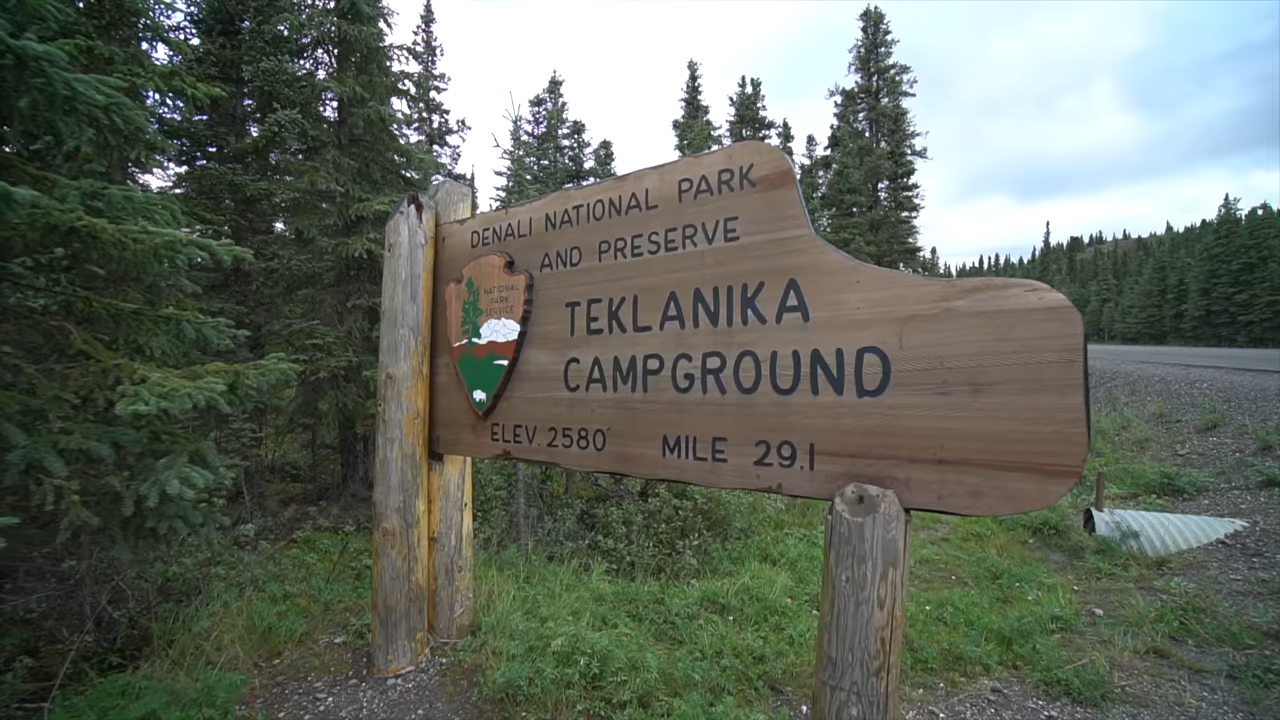 DENALI NATIONAL PARK
AND PRESERVE
NATIONAL
PARK
SERVICE
TEKLANIKA
CAMPGROUND
ELEV. 2580'
MILE 29.1